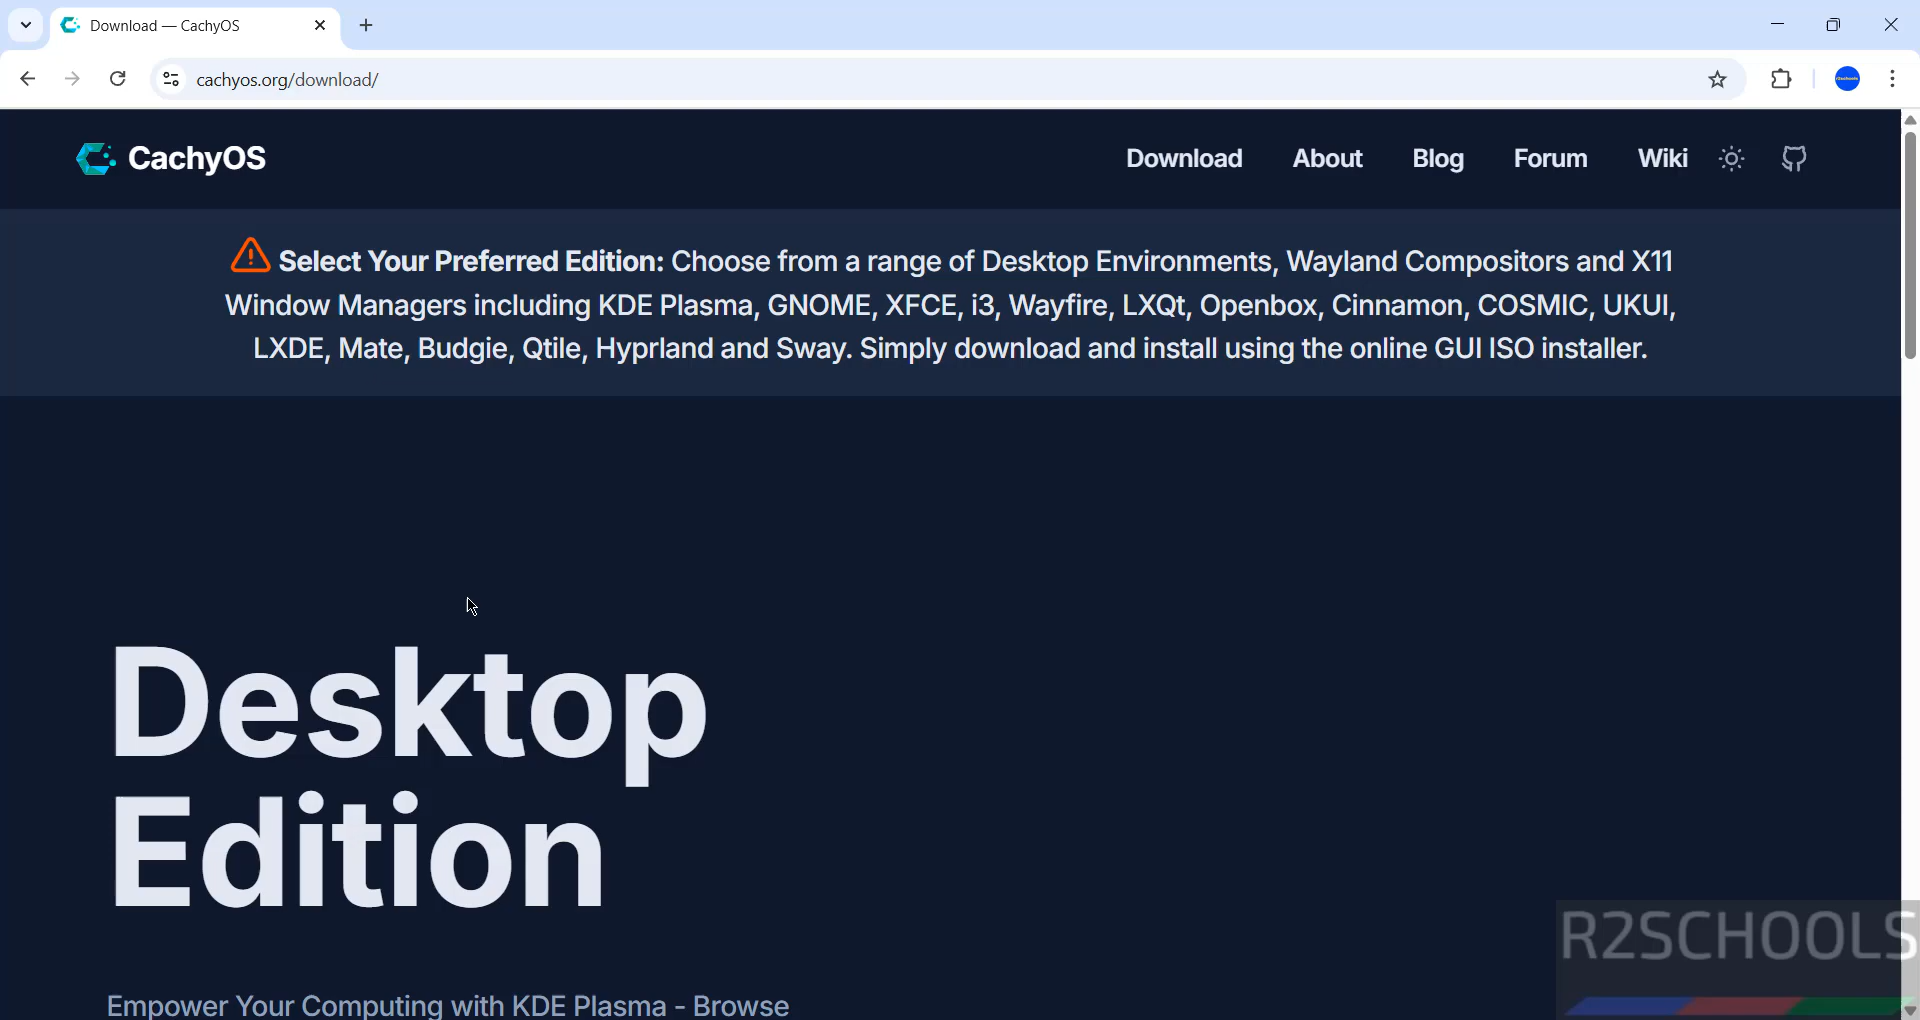 Download — CachyOS
cachyos.org/download/
CachyOS
Download
About
Blog
Forum
Wiki
Select Your Preferred Edition: Choose from a range of Desktop Environments, Wayland Compositors and X11
Window Managers including KDE Plasma, GNOME, XFCE, i3, Wayfire, LXQt, Openbox, Cinnamon, COSMIC, UKUI,
LXDE, Mate, Budgie, Qtile, Hyprland and Sway. Simply download and install using the online GUI ISO installer.
Desktop
Edition
Empower Your Computing with KDE Plasma - Browse
R2SCHOOLS